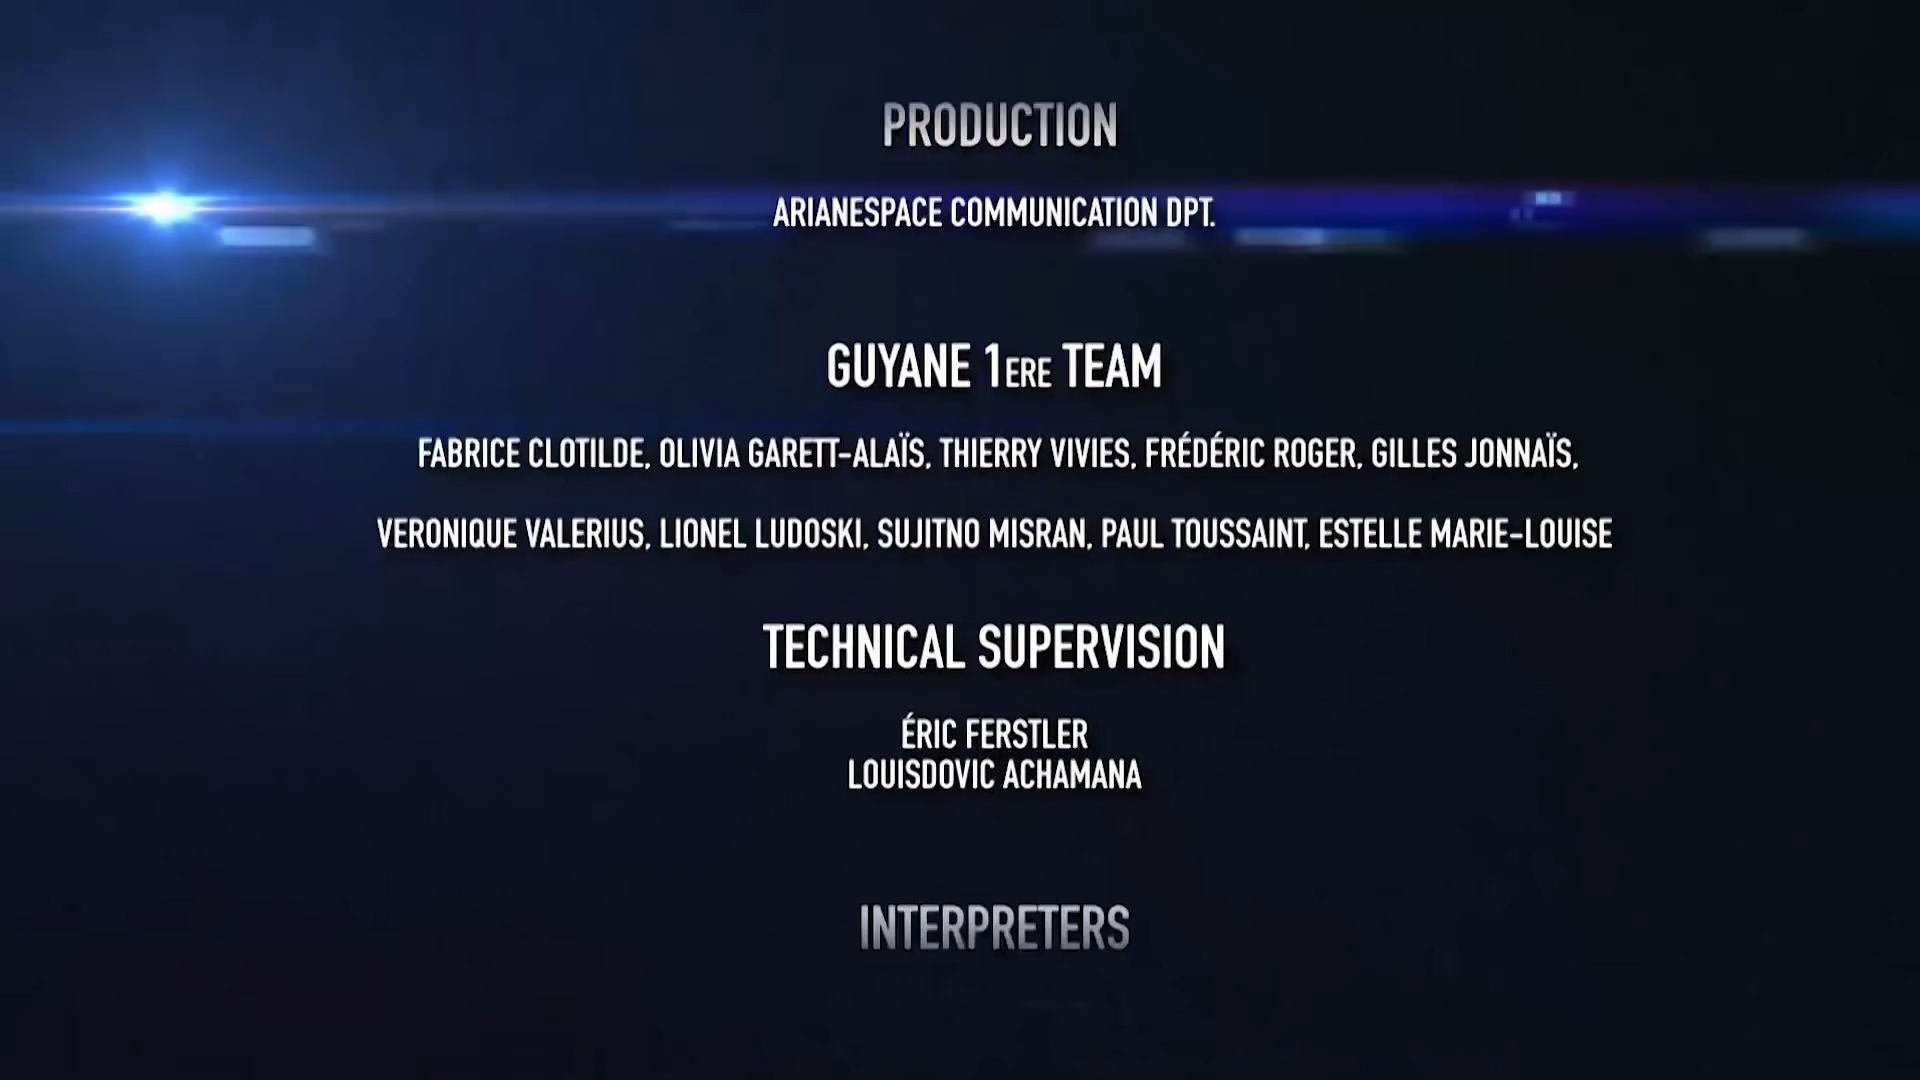 PRODUCTION
ARIANESPACE COMMUNICATION DPT.
GUYANE 1ERE TEAM
FABRICE CLOTILDE, OLIVIA GARETT-ALAÏS, THIERRY VIVIES, FRÉDÉRIC ROGER, GILLES JONNAÏS,
VERONIQUE VALERIUS, LIONEL LUDOSKI, SUJITNO MISRAN, PAUL TOUSSAINT, ESTELLE MARIE-LOUISE
TECHNICAL SUPERVISION
ÉRIC FERSTLER
LOUISDOVIC ACHAMANA
INTERPRETERS